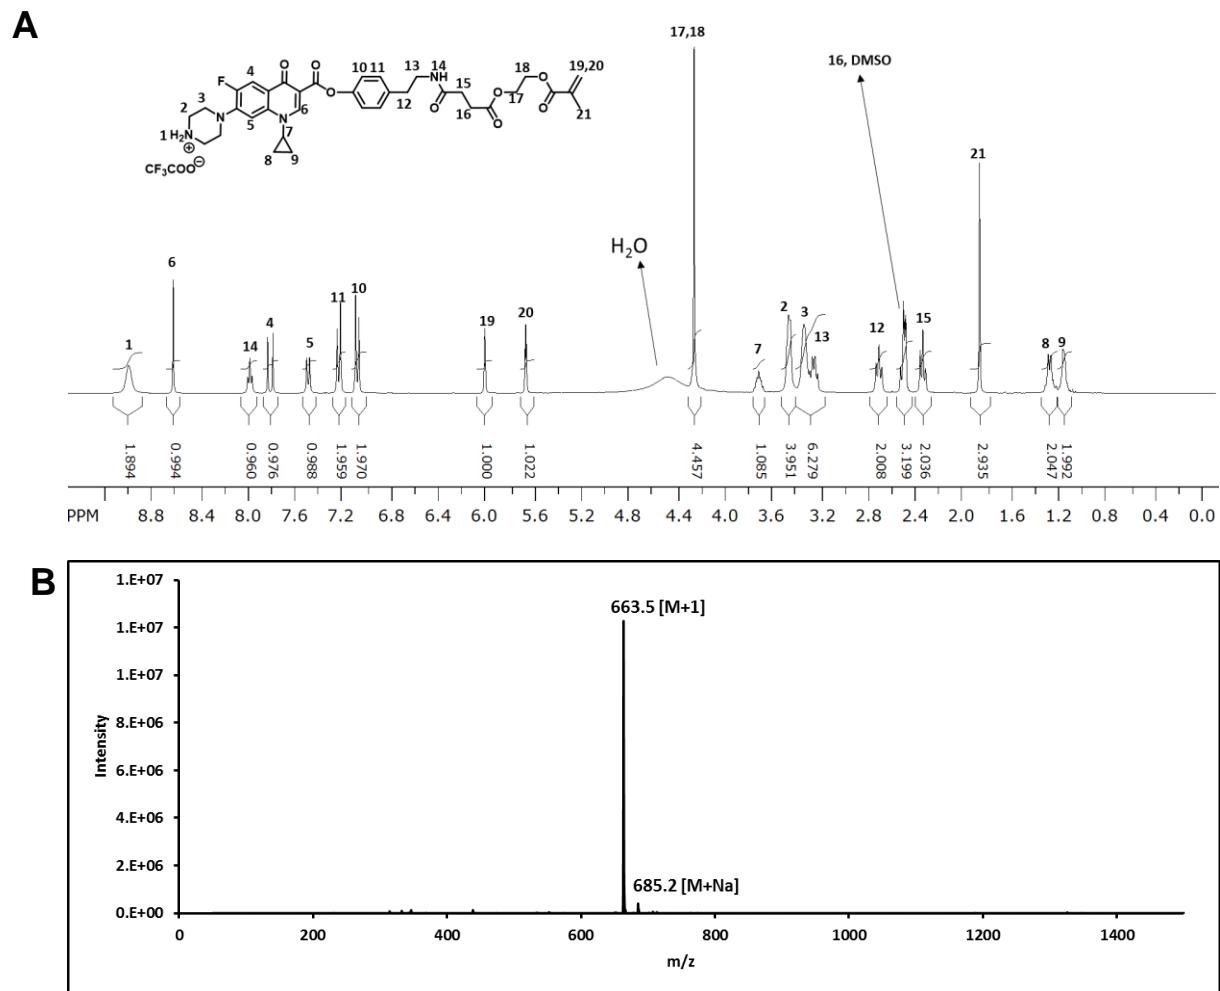 A
17,18
16, DMSO
F
4
O
O
3
2
N
5
N
6
7
8
9
1 H2N
⊕
CF3COO⊖
O
10
11
12
13
14
NH
O
15
16
O
O
17
18
O
O
19,20
21
H2O
1
6
14
4
5
11
10
19
20
7
2
3
13
12
15
21
8
9
1.894
0.994
0.960
0.976
0.988
1.959
1.970
1.000
1.022
4.457
1.085
3.951
6.279
2.008
3.199
2.036
2.935
2.047
1.992
PPM 8.8 8.4 8.0 7.6 7.2 6.4 6.4 6.0 5.6 5.2 4.8 4.4 3.6 3.2 2.8 2.4 2.0 1.6 1.2 0.8 0.4 0.0
B
1.E+07
1.E+07
1.E+07
8.E+06
6.E+06
4.E+06
2.E+06
0.E+00
Intensity
663.5 [M+1]
685.2 [M+Na]
0 200 400 600 800 1000 1200 1400
m/z